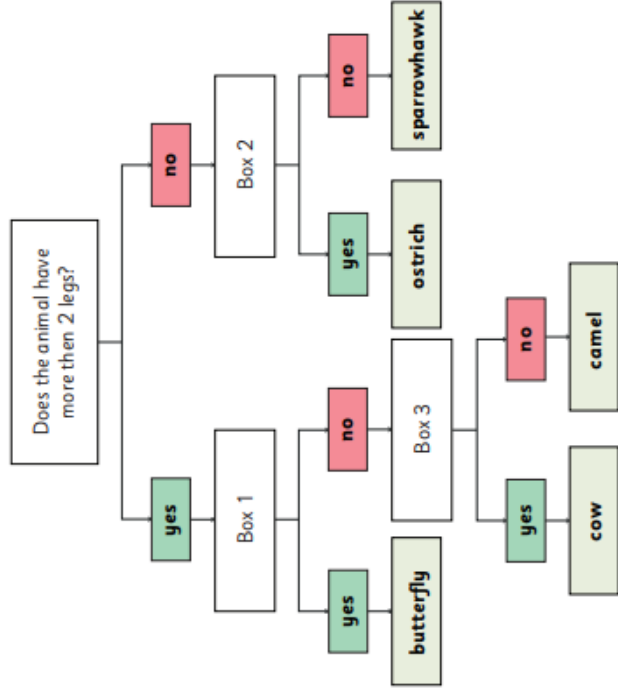 Does the animal have
more then 2 legs?
yes
no
Box 1
Box 2
yes
no
yes
no
butterfly
Box 3
ostrich
sparrowhawk
yes
no
cow
camel